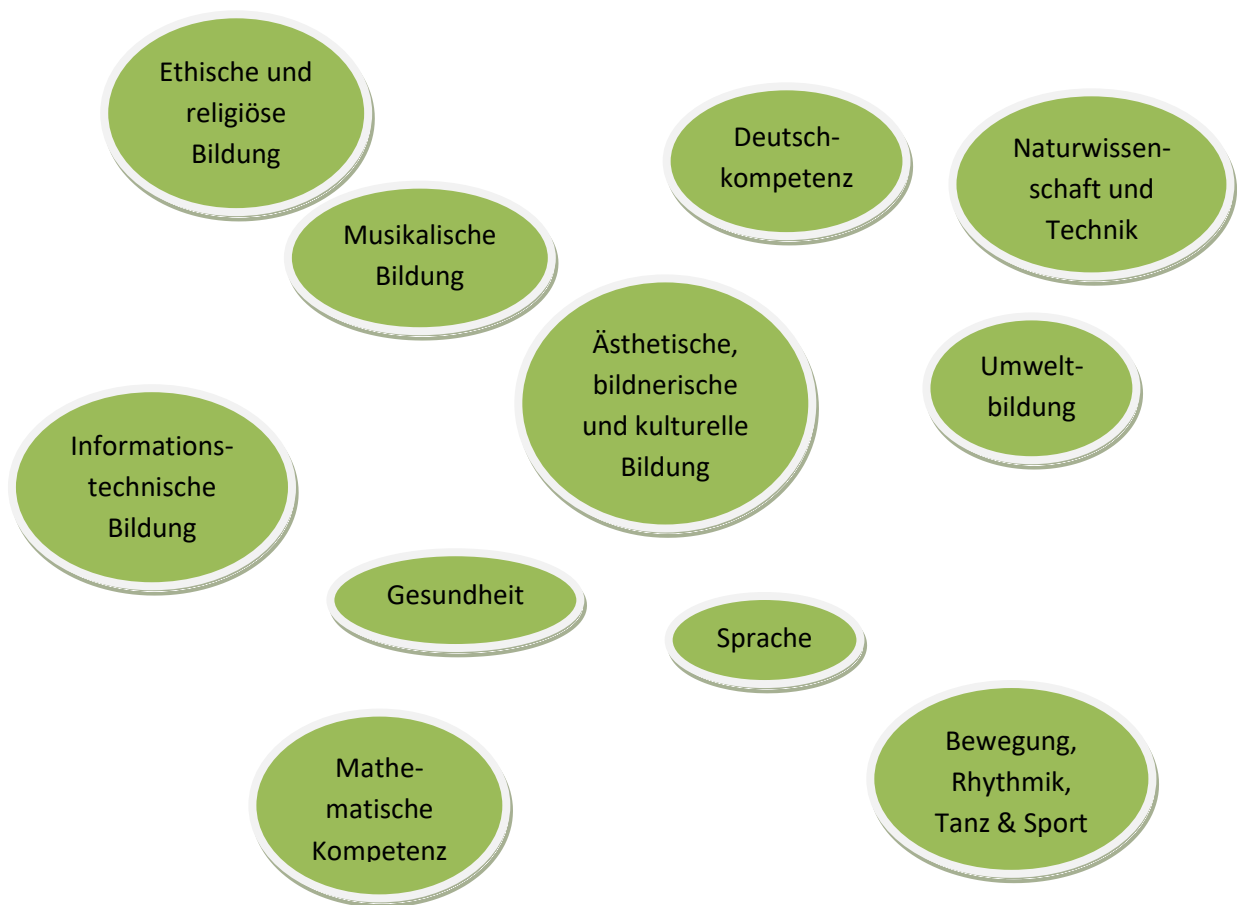 Ethische und
religiöse
Bildung
Deutsch-
kompetenz
Naturwissen-
schaft und
Technik
Musikalische
Bildung
Ästhetische,
bildnerische
und kulturelle
Bildung
Umwelt-
bildung
Informations-
technische
Bildung
Gesundheit
Sprache
Mathe-
matische
Kompetenz
Bewegung,
Rhythmik,
Tanz & Sport